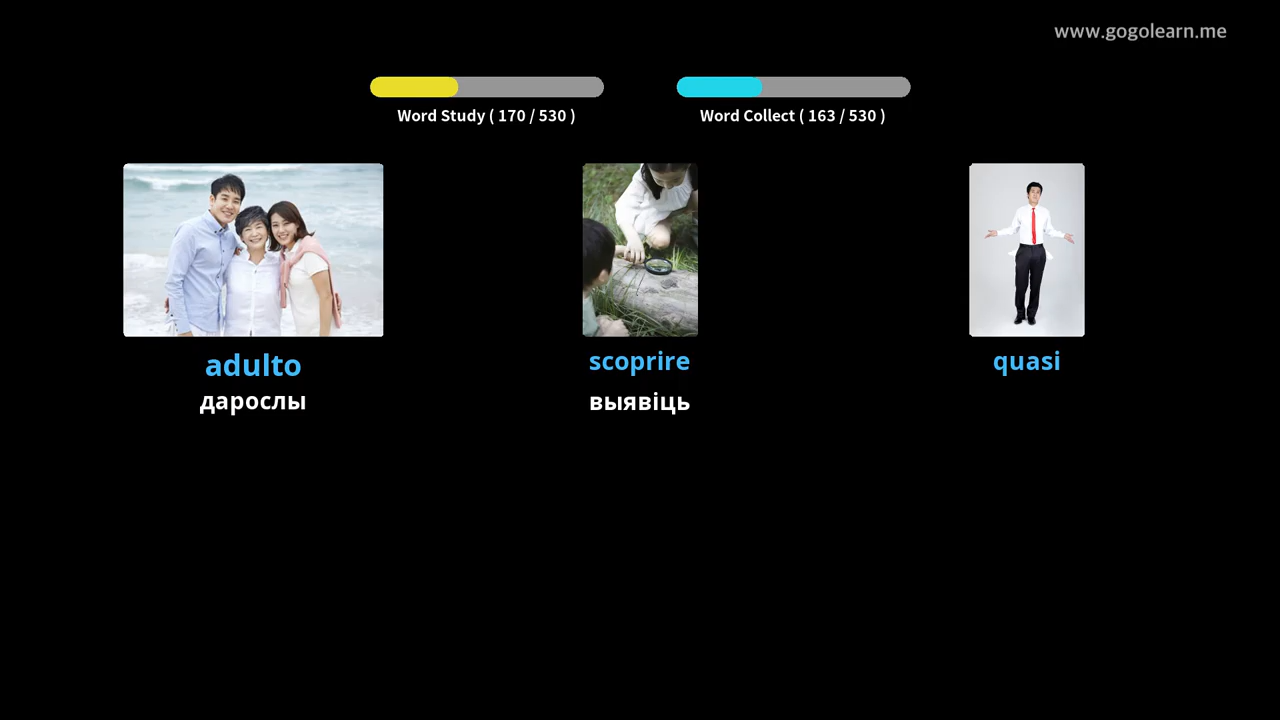 www.gogolearn.me
Word Study ( 170 / 530 )
Word Collect ( 163 / 530 )
adulto
дарослы
scoprire
выявіць
quasi